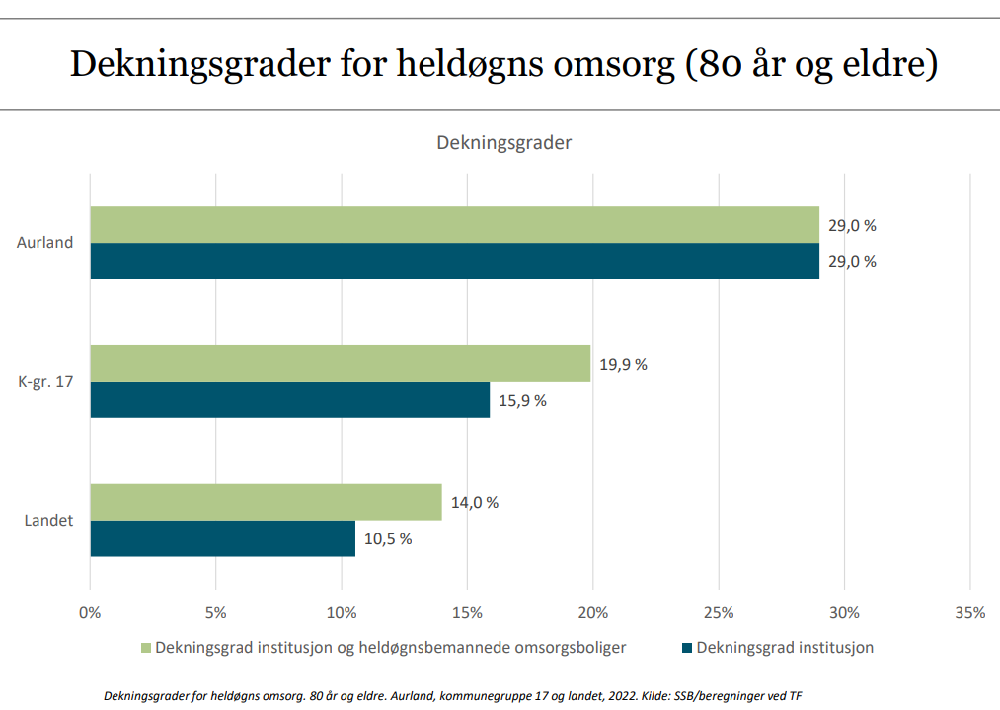 Dekningsgrader for heldøgns omsorg (80 år og eldre)
Dekningsgrader
Aurland
29,0 %
29,0 %
K-gr. 17
19,9 %
15,9 %
Landet
14,0 %
10,5 %
0% 5% 10% 15% 20% 25% 30% 35%
Dekningsgrad institusjon og heldøgnsbemannede omsorgsboliger Dekningsgrad institusjon
Dekningsgrader for heldøgns omsorg. 80 år og eldre. Aurland, kommunegruppe 17 og landet, 2022. Kilde: SSB/beregninger ved TF